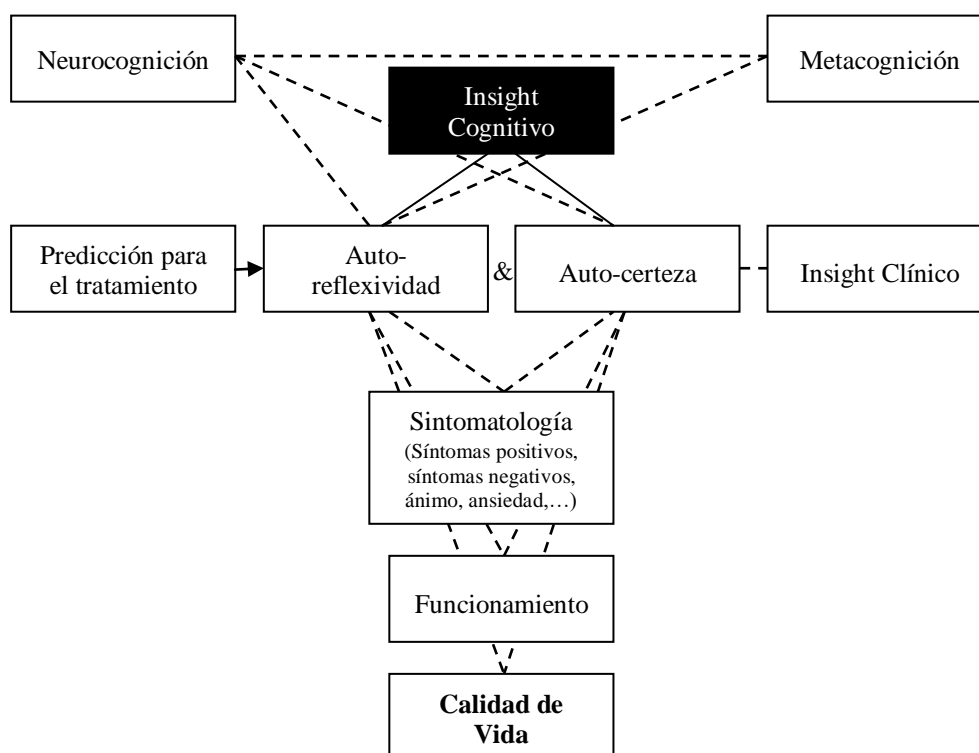 Neurocognición
Metacognición
Insight
Cognitivo
Predicción para
el tratamiento
Auto-
reflexividad
&
Auto-certeza
Insight Clínico
Sintomatología
(Síntomas positivos,
síntomas negativos,
ánimo, ansiedad,…)
Funcionamiento
Calidad de
Vida